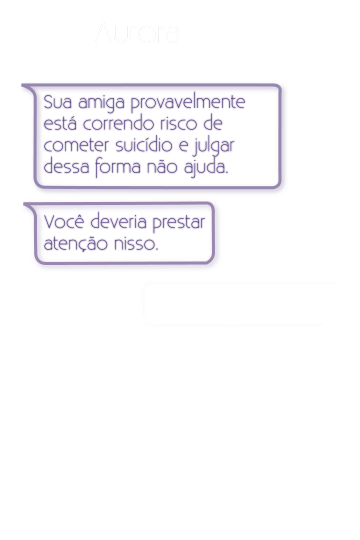 Aurora
Sua amiga provavelmente
está correndo risco de
cometer suicídio e julgar
dessa forma não ajuda.
Você deveria prestar
atenção nisso.